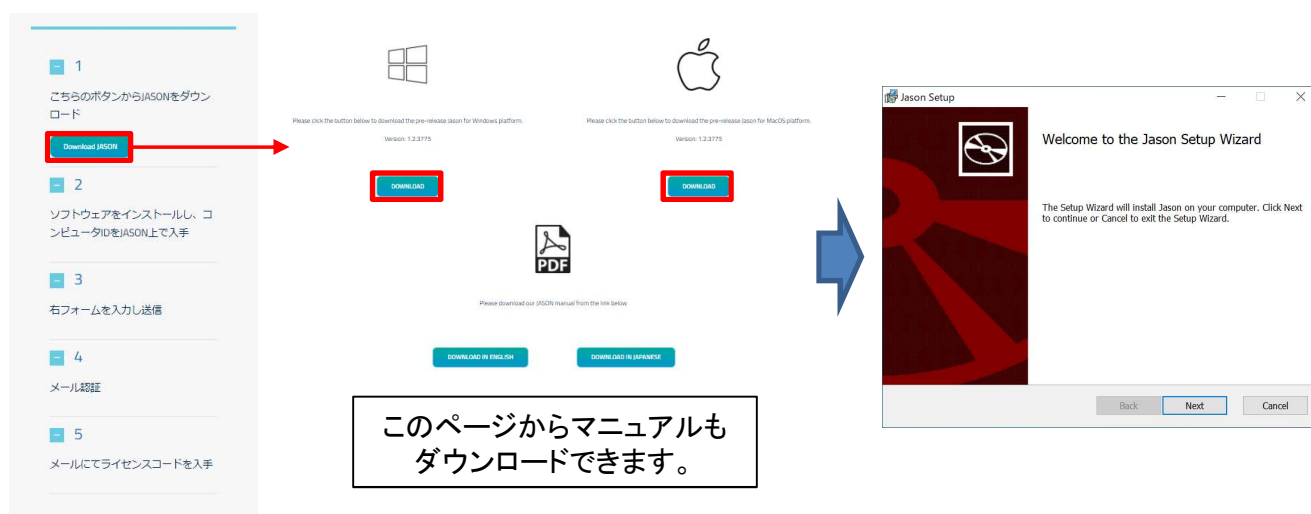 1
こちらのボタンからJASONをダウン
ロード
Download JASON
2
ソフトウェアをインストールし、コ
ンピュータIDをJASON上で入手
3
右フォームを入力し送信
4
メール認証
5
メールにてライセンスコードを入手
Please click the button below to download the pre-release Jason for Windows platform.
Version: 1.2.3775
DOWNLOAD
Please click the button below to download the pre-release Jason for MacOS platform.
Version: 1.2.3775
DOWNLOAD
PDF
Please download our JASON manual from the link below
DOWNLOAD IN ENGLISH
DOWNLOAD IN JAPANESE
このページからマニュアルも
ダウンロードできます。
Jason Setup
Welcome to the Jason Setup Wizard
The Setup Wizard will install Jason on your computer. Click Next
to continue or Cancel to exit the Setup Wizard.
Back
Next
Cancel